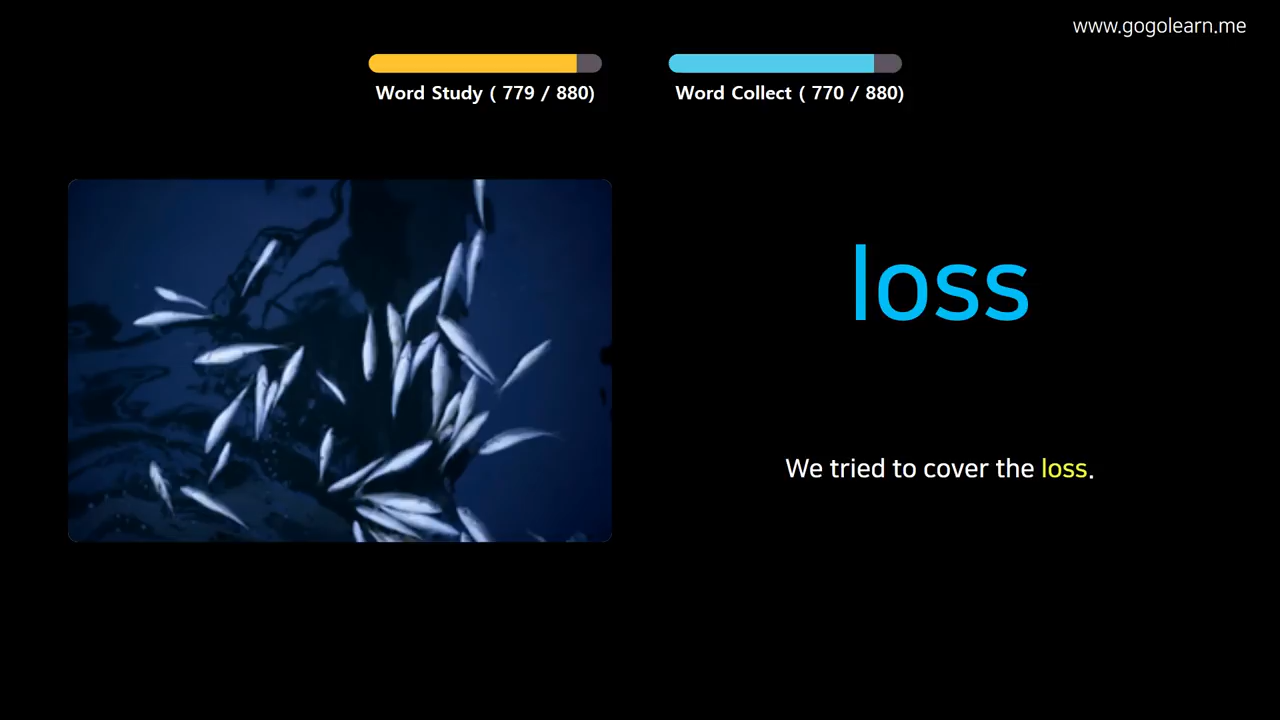 www.gogolearn.me
Word Study ( 779 / 880)
Word Collect ( 770 / 880)
loss
We tried to cover the loss.